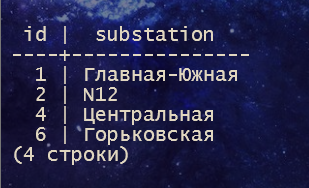 id | substation
----+---------------
1 | Главная-Южная
2 | N12
4 | Центральная
6 | Горьковская
(4 строки)